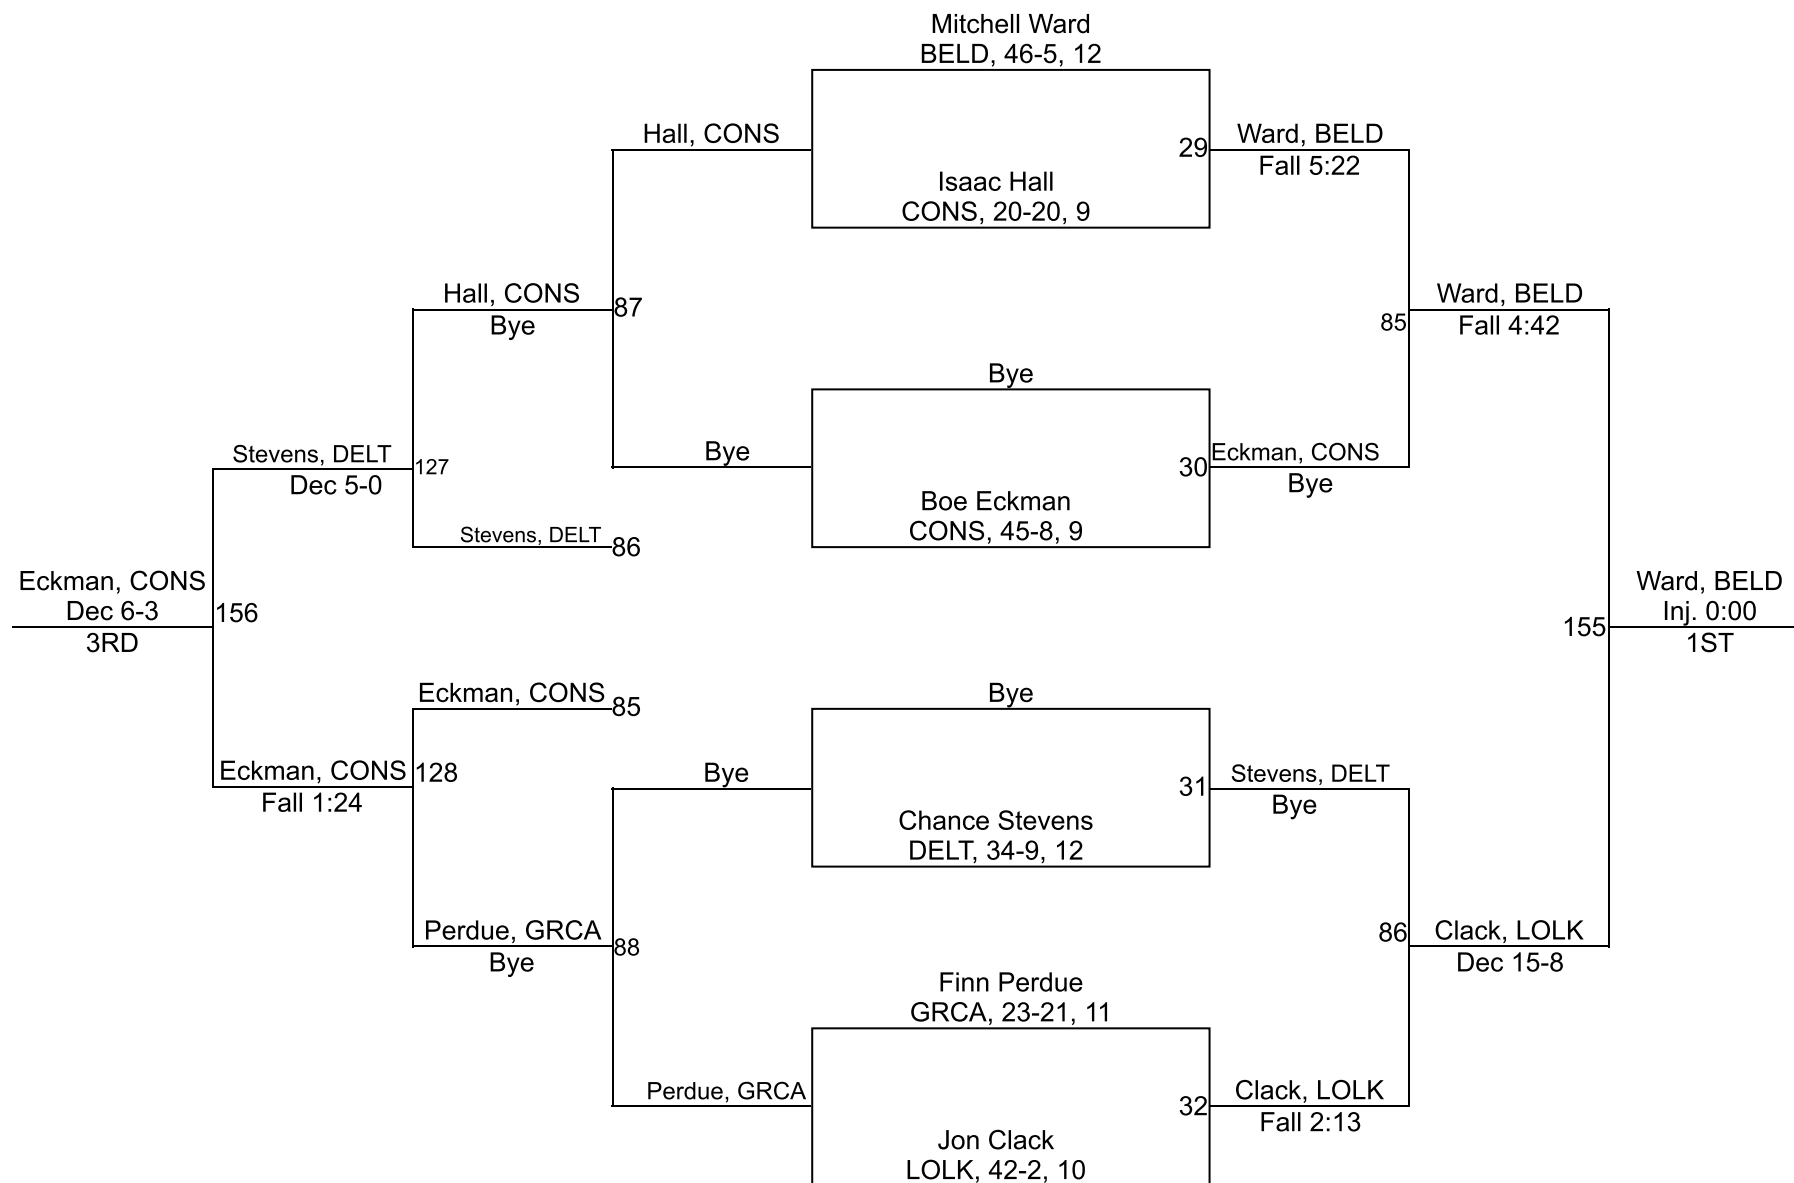 Mitchell Ward
BELD, 46-5, 12
Hall, CONS
29
Ward, BELD
Fall 5:22
Isaac Hall
CONS, 20-20, 9
Hall, CONS
Bye
87
85
Ward, BELD
Fall 4:42
Bye
Bye
30
Eckman, CONS
Bye
Boe Eckman
CONS, 45-8, 9
Stevens, DELT
Dec 5-0
127
Stevens, DELT
86
Eckman, CONS
Dec 6-3
3RD
156
155
Ward, BELD
Inj. 0:00
1ST
Eckman, CONS
85
Bye
Eckman, CONS
Fall 1:24
128
Bye
31
Stevens, DELT
Bye
Chance Stevens
DELT, 34-9, 12
Perdue, GRCA
Bye
88
86
Clack, LOLK
Dec 15-8
Finn Perdue
GRCA, 23-21, 11
Perdue, GRCA
32
Clack, LOLK
Fall 2:13
Jon Clack
LOLK, 42-2, 10